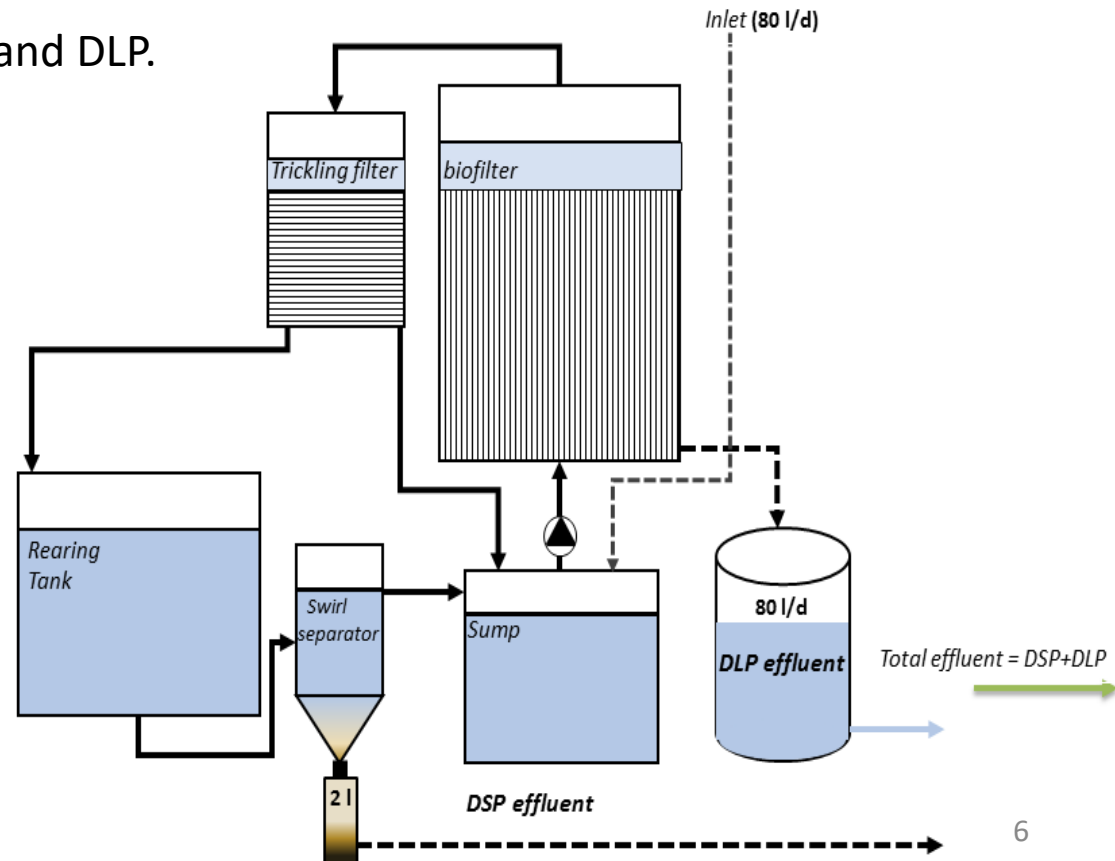 and DLP.
Inlet (80 l/d)
Trickling filter
biofilter
Rearing
Tank
Swirl
separator
Sump
80 l/d
DLP effluent
Total effluent = DSP+DLP
2 l
DSP effluent
6